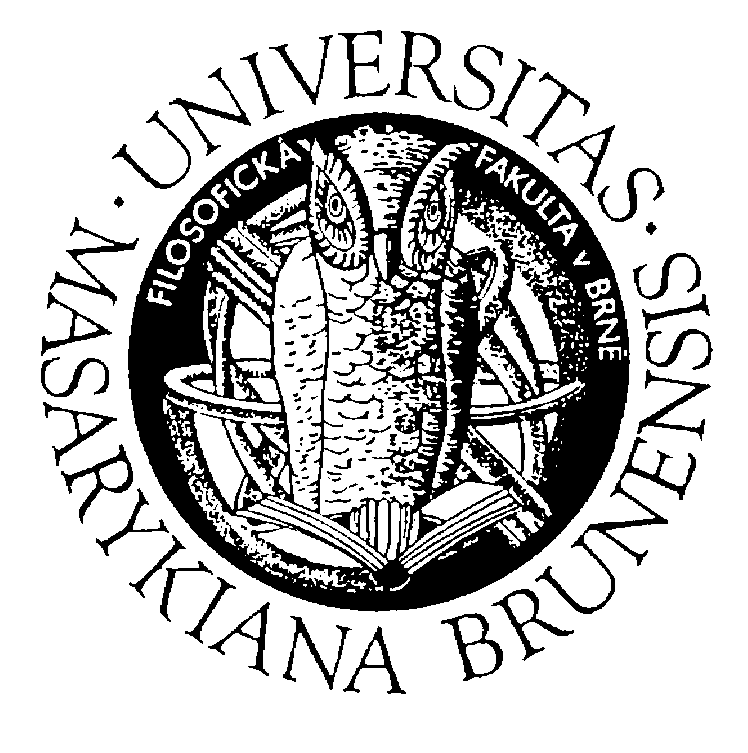 UNIVERSITAS · MASARYKIANA BRUNENSIS ·
FILOSOFICKÁ FAKULTA v BRNĚ